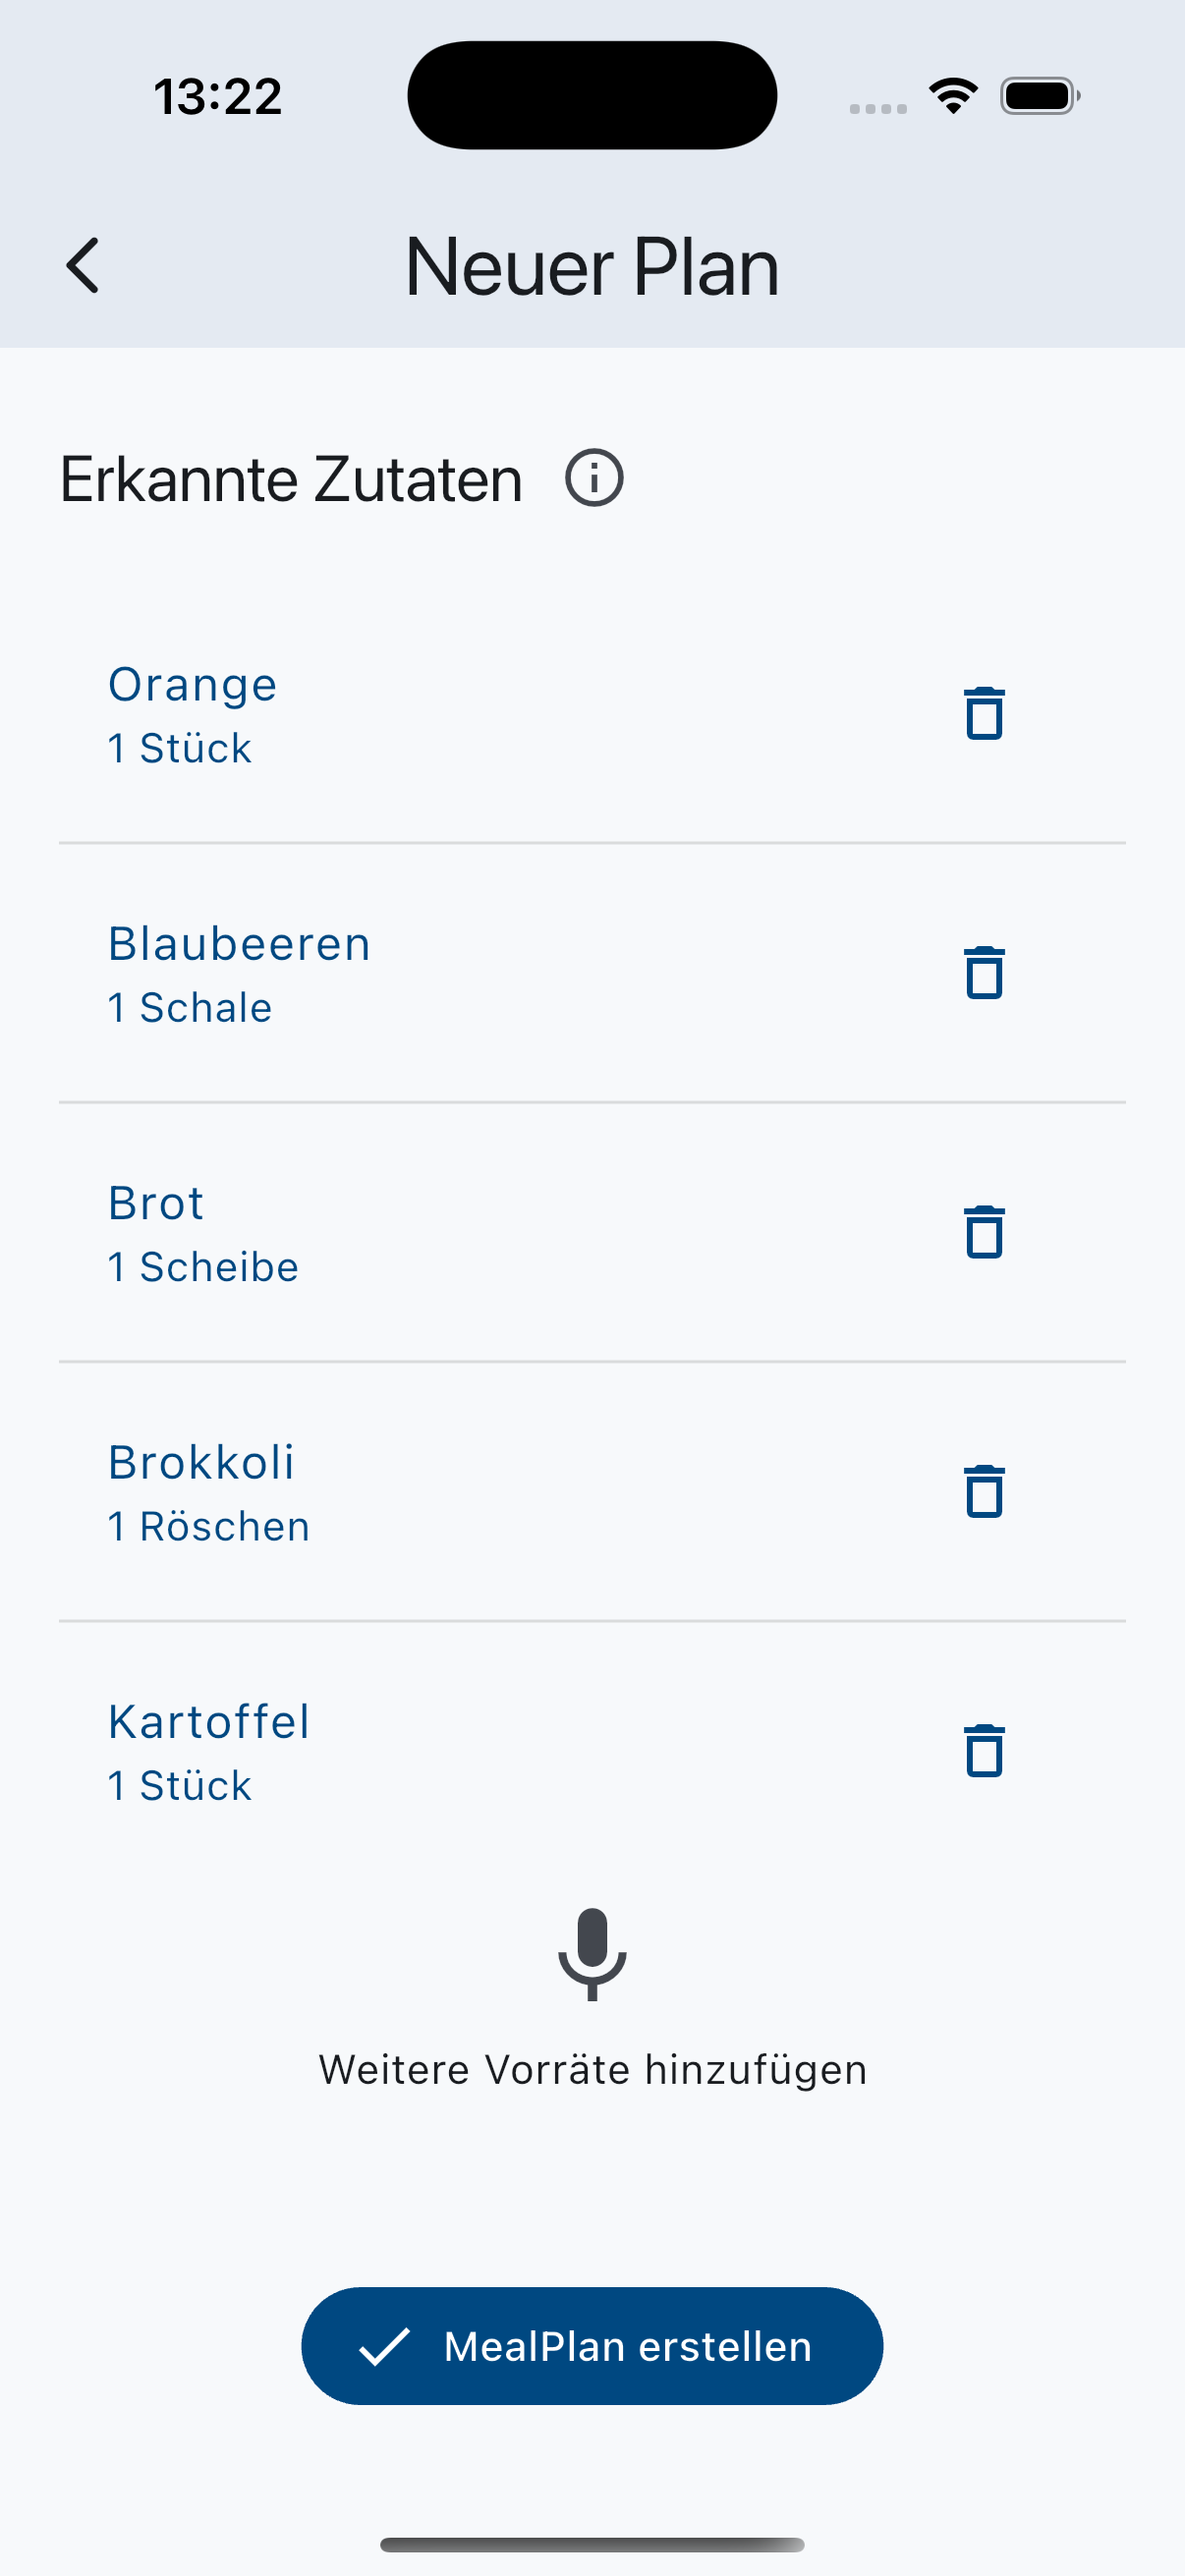 13:22
Neuer Plan
Erkannte Zutaten
Orange
1 Stück
Blaubeeren
1 Schale
Brot
1 Scheibe
Brokkoli
1 Röschen
Kartoffel
1 Stück
Weitere Vorräte hinzufügen
MealPlan erstellen